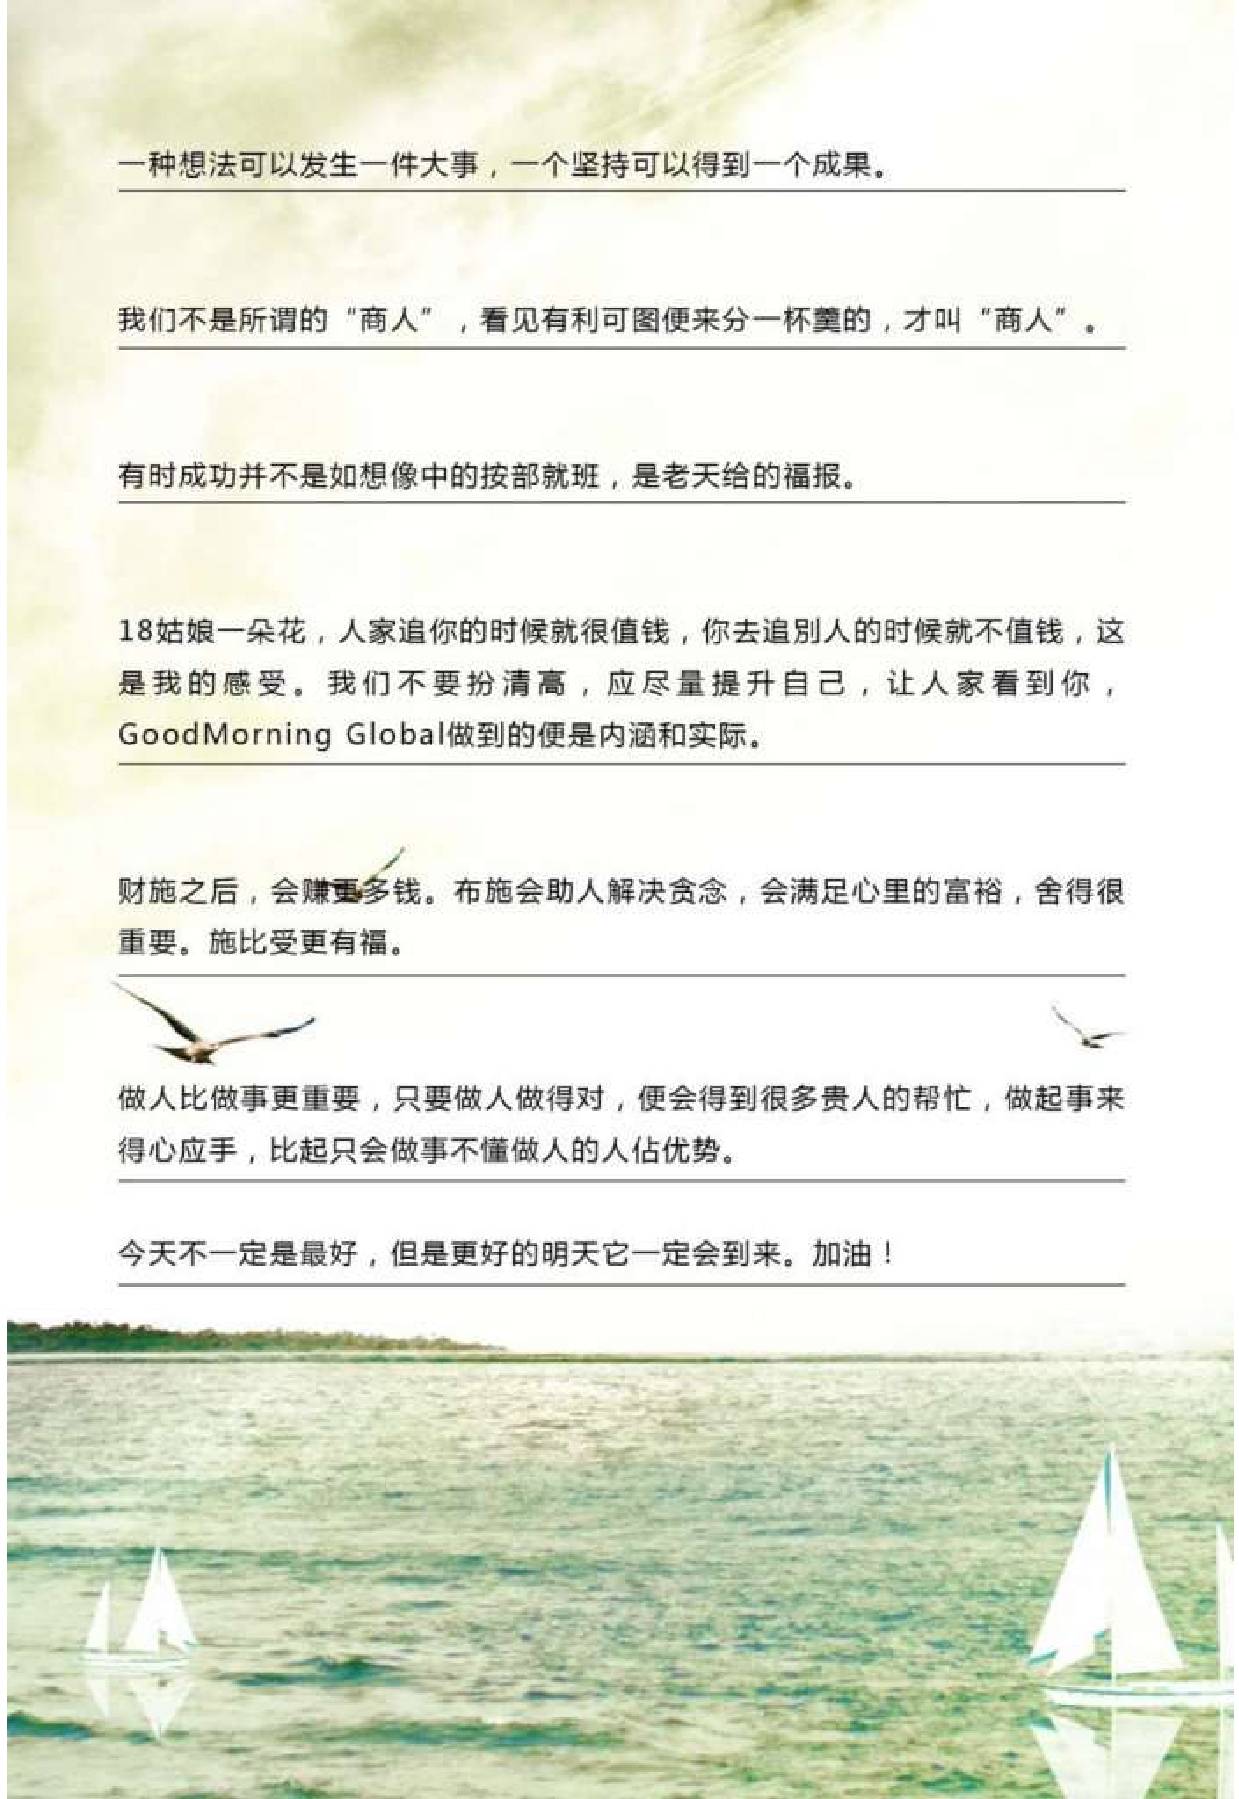 一种想法可以发生一件大事，一个坚持可以得到一个成果。
我们不是所谓的“商人”，看见有利可图便来分一杯羹的，才叫“商人”。
有时成功并不是如想像中的按部就班，是老天给的福报。
18姑娘一朵花，人家追你的时候就很值钱，你去追别人的时候就不值钱，这
是我的感受。我们不要扮清高，应尽量提升自己，让人家看到你，
GoodMorning Global做到的便是内涵和实际。
财施之后，会赚更多钱。布施会助人解决贪念，会满足心里的富裕，舍得很
重要。施比受更有福。
做人比做事更重要，只要做人做得对，便会得到很多贵人的帮忙，做起事来
得心应手，比起只会做事不懂做人的人佔优势。
今天不一定是最好，但是更好的明天它一定会到来。加油！